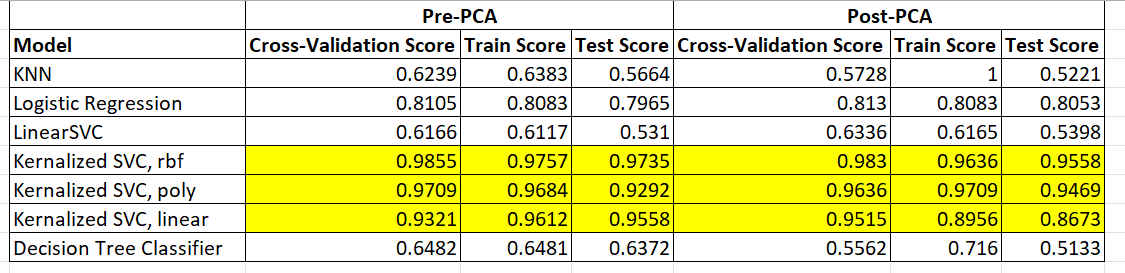 Pre-PCA Post-PCA
Model Cross-Validation Score Train Score Test Score Cross-Validation Score Train Score Test Score
KNN 0.6239 0.6383 0.5664 0.5728 1 0.5221
Logistic Regression 0.8105 0.8083 0.7965 0.813 0.8083 0.8053
LinearSVC 0.6166 0.6117 0.531 0.6336 0.6165 0.5398
Kernalized SVC, rbf 0.9855 0.9757 0.9735 0.983 0.9636 0.9558
Kernalized SVC, poly 0.9709 0.9684 0.9292 0.9636 0.9709 0.9469
Kernalized SVC, linear 0.9321 0.9612 0.9558 0.9515 0.8956 0.8673
Decision Tree Classifier 0.6482 0.6481 0.6372 0.5562 0.716 0.5133